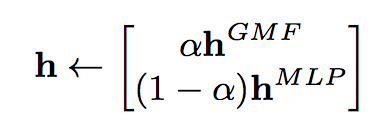 h ← [αh^{GMF}
(1 − α)h^{MLP}]